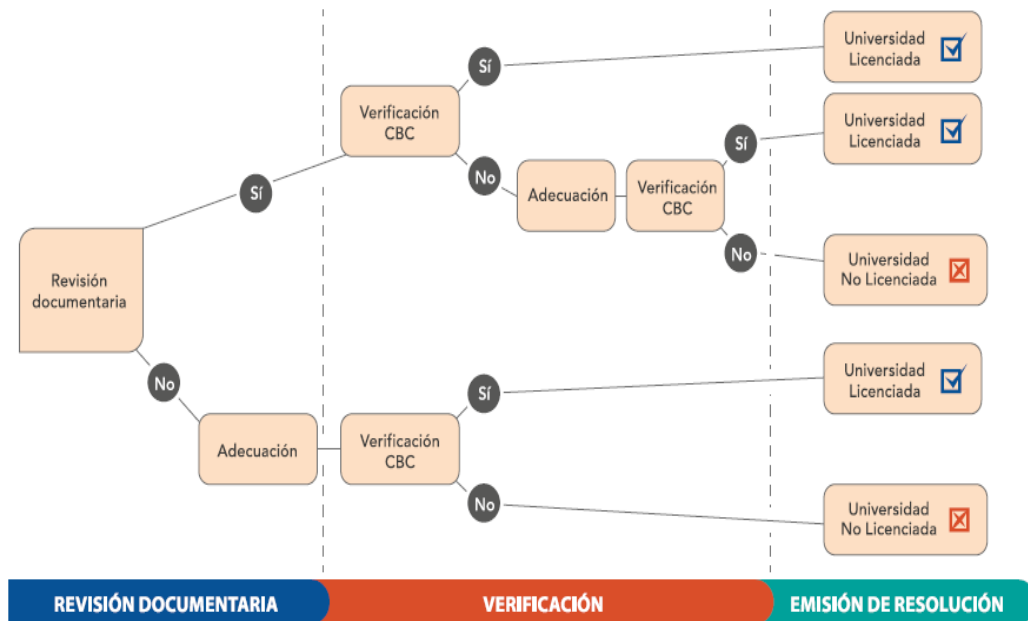 Universidad
Licenciada
Sí
Verificación
CBC
Universidad
Licenciada
Sí
No
Adecuación
Verificación
CBC
Sí
No
Universidad
No Licenciada
Revisión
documentaria
No
Universidad
Licenciada
Sí
Adecuación
Verificación
CBC
No
Universidad
No Licenciada
REVISIÓN DOCUMENTARIA
VERIFICACIÓN
EMISIÓN DE RESOLUCIÓN